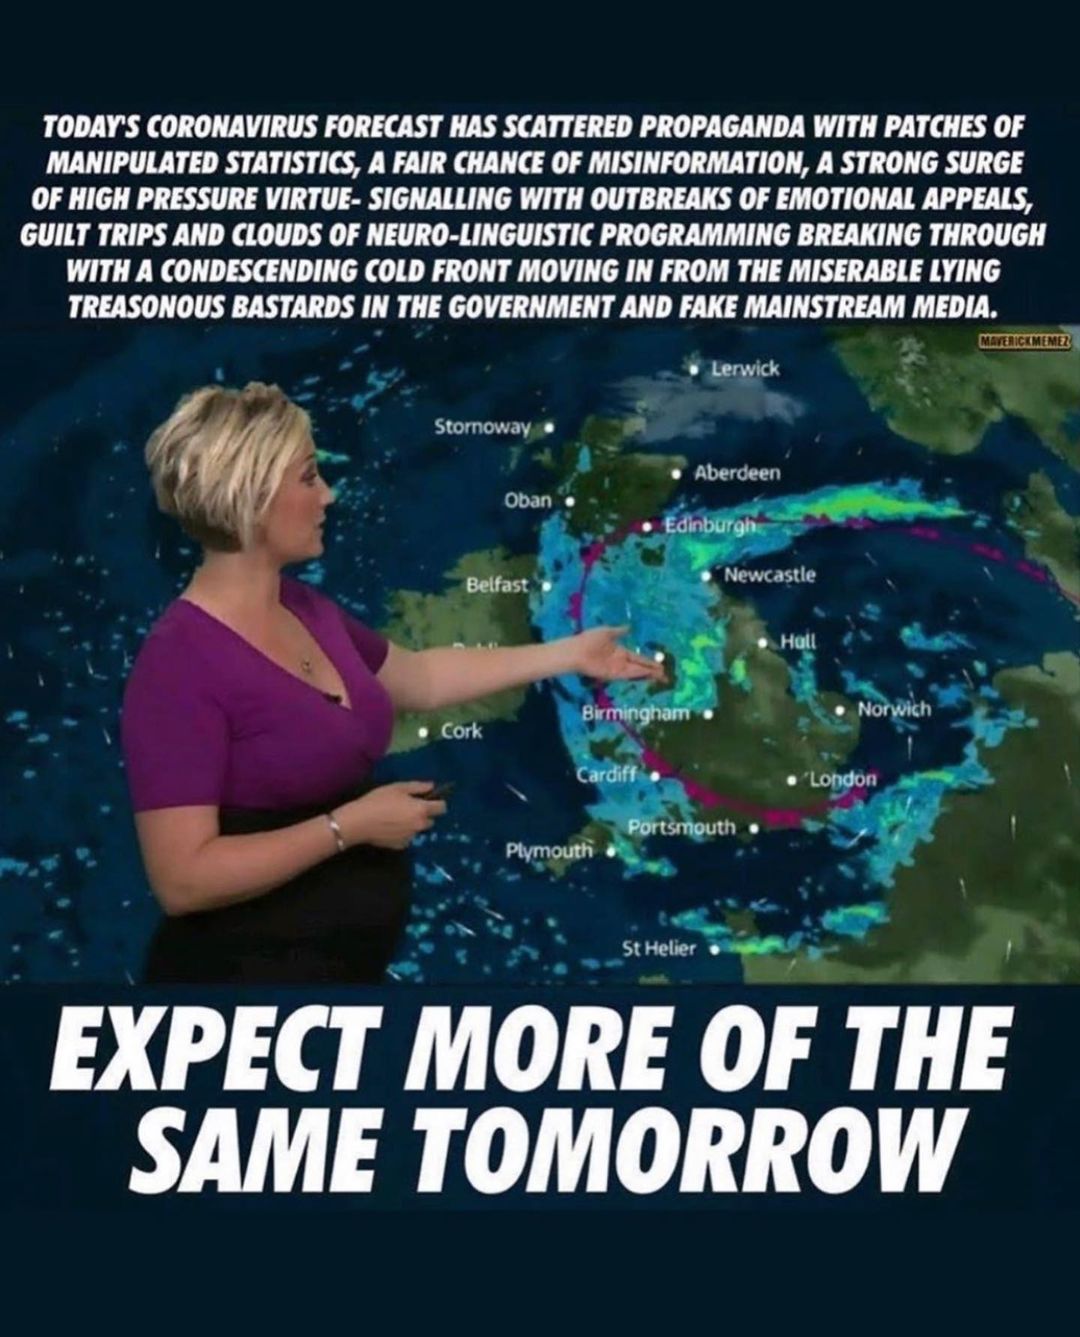 TODAY'S CORONAVIRUS FORECAST HAS SCATTERED PROPAGANDA WITH PATCHES OF
MANIPULATED STATISTICS, A FAIR CHANCE OF MISINFORMATION, A STRONG SURGE
OF HIGH PRESSURE VIRTUE- SIGNALLING WITH OUTBREAKS OF EMOTIONAL APPEALS,
GUILT TRIPS AND CLOUDS OF NEURO-LINGUISTIC PROGRAMMING BREAKING THROUGH
WITH A CONDESCENDING COLD FRONT MOVING IN FROM THE MISERABLE LYING
TREASONOUS BASTARDS IN THE GOVERNMENT AND FAKE MAINSTREAM MEDIA.
MAVERICKMEMEZ
Lerwick
Stornoway
Aberdeen
Oban
Edinburgh
Newcastle
Belfast
Hull
Birmingham
Norwich
Cork
Cardiff
London
Portsmouth
Plymouth
St Helier
EXPECT MORE OF THE
SAME TOMORROW